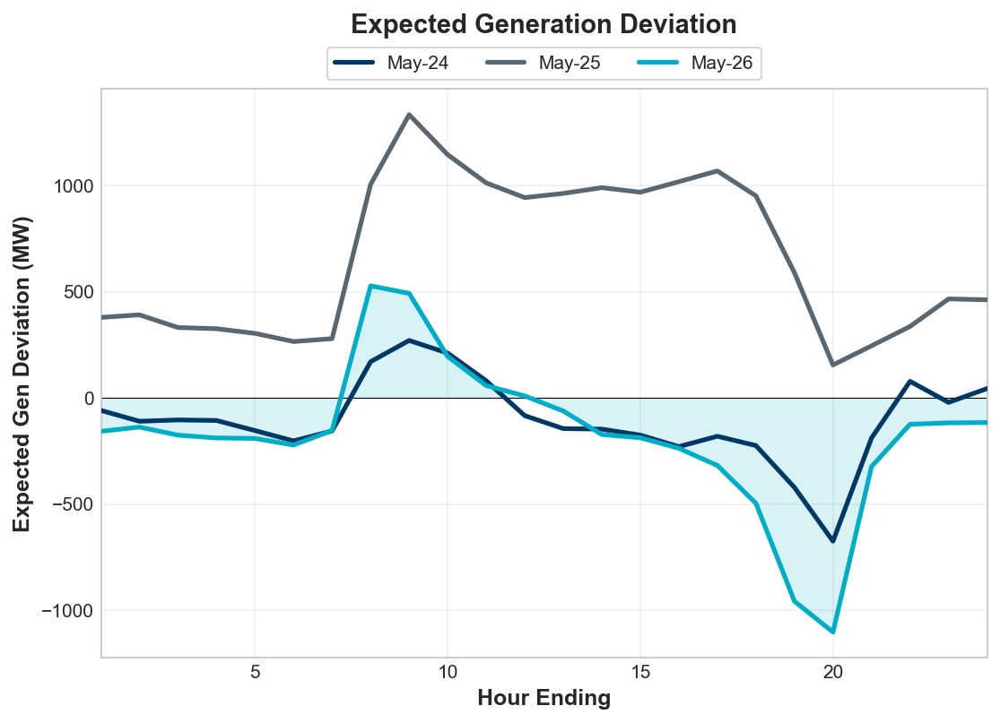 Expected Generation Deviation
May-24 May-25 May-26
Expected Gen Deviation (MW)
1000
500
0
−500
−1000
5 10 15 20
Hour Ending